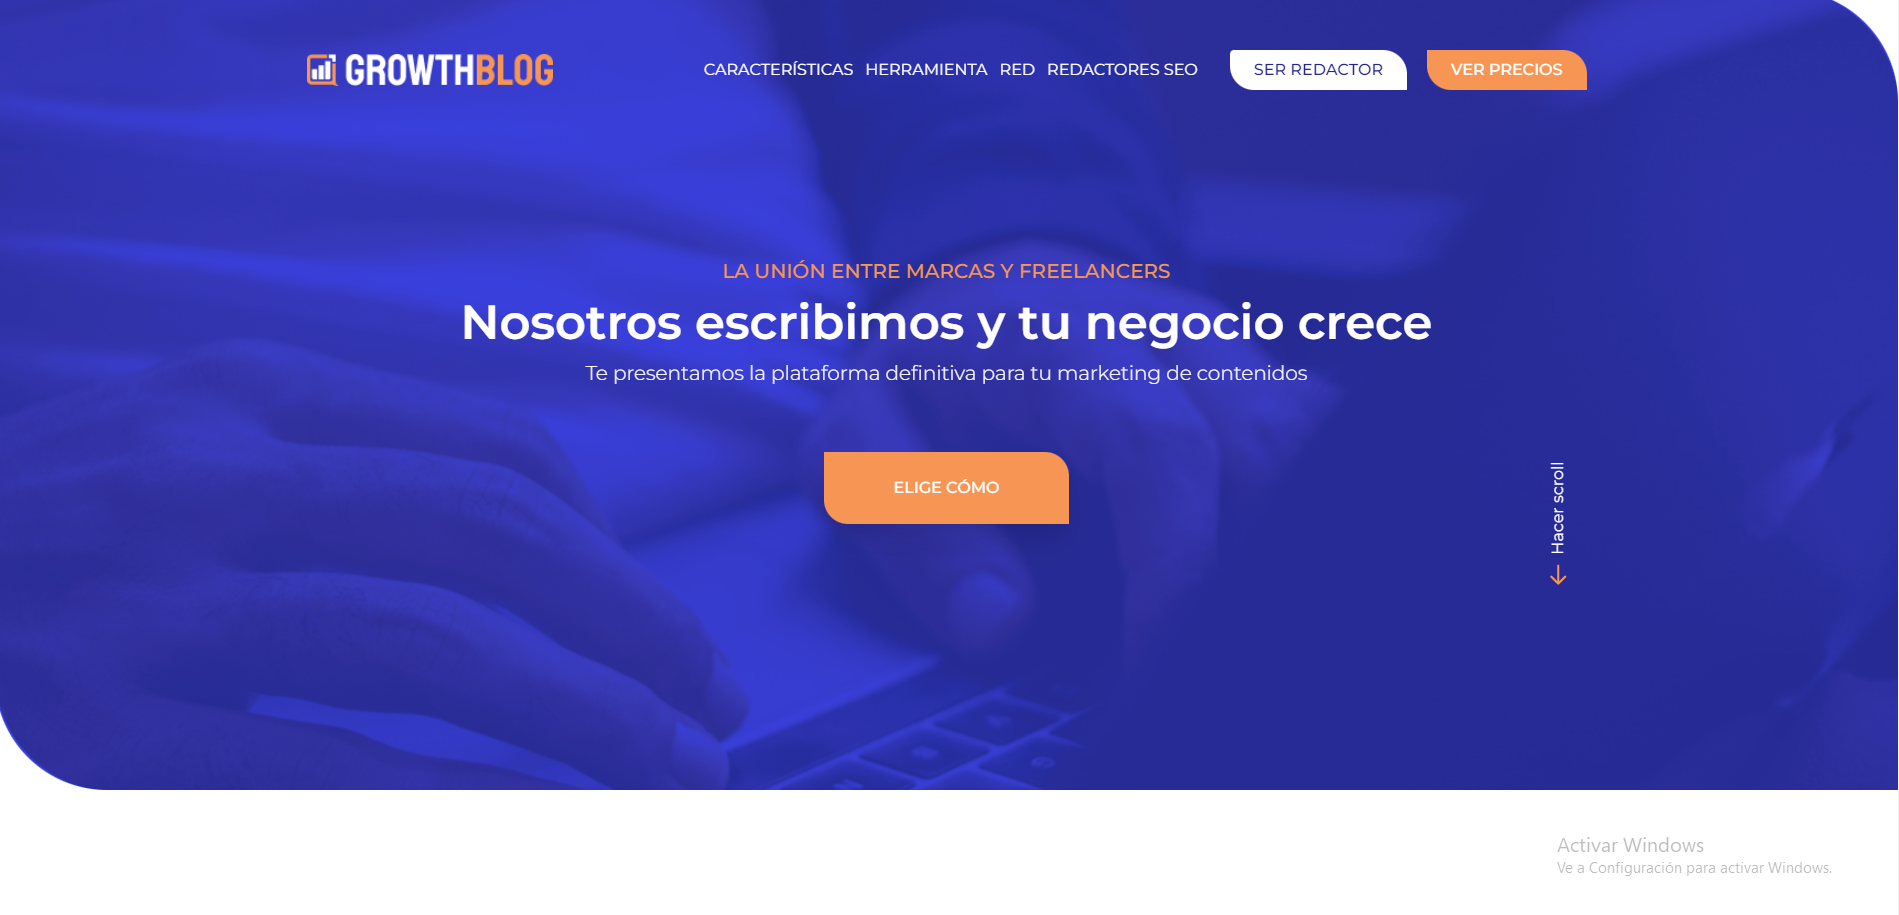 GROWTHBLOG
CARACTERÍSTICAS HERRAMIENTA RED REDACTORES SEO SER REDACTOR VER PRECIOS
LA UNIÓN ENTRE MARCAS Y FREELANCERS
Nosotros escribimos y tu negocio crece
Te presentamos la plataforma definitiva para tu marketing de contenidos
ELIGE CÓMO
Hacer scroll
Activar Windows
Ve a Configuración para activar Windows.